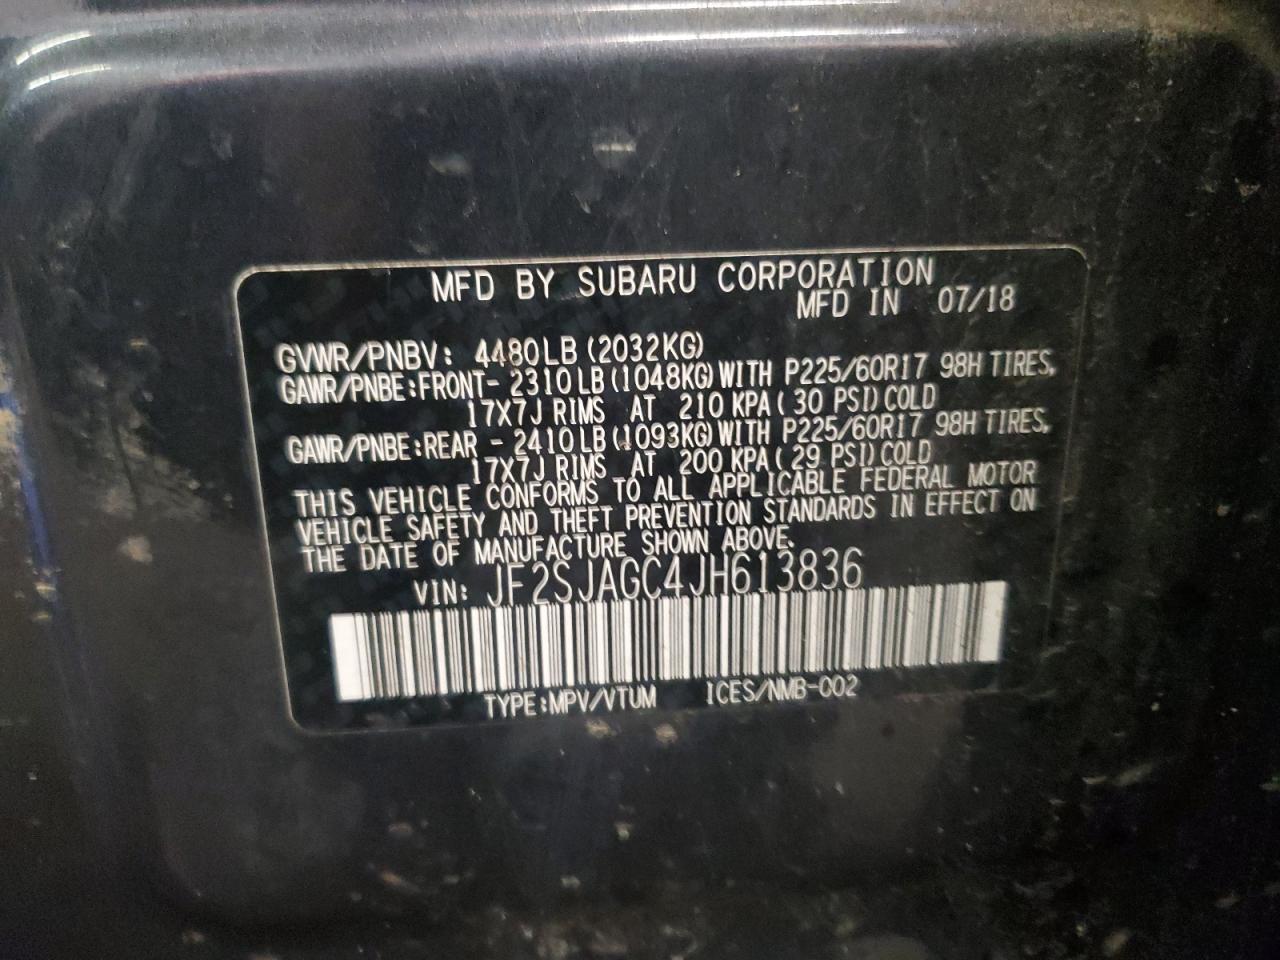 MFD BY SUBARU CORPORATION
MFD IN 07/18
GVWR/PNBV: 4480LB(2032KG)
GAWR/PNBE:FRONT- 2310LB(1048KG)WITH P225/60R17 98H TIRES,
17X7J RIMS AT 210 KPA( 30 PSI)COLD
GAWR/PNBE:REAR - 2410LB(1093KG)WITH P225/60R17 98H TIRES,
17X7J RIMS AT 200 KPA( 29 PSI)COLD
THIS VEHICLE CONFORMS TO ALL APPLICABLE FEDERAL MOTOR
VEHICLE SAFETY AND THEFT PREVENTION STANDARDS IN EFFECT ON
THE DATE OF MANUFACTURE SHOWN ABOVE.
VIN: JF2SJAGC4JH613836
TYPE:MPV/VTUM ICES/NMB-002